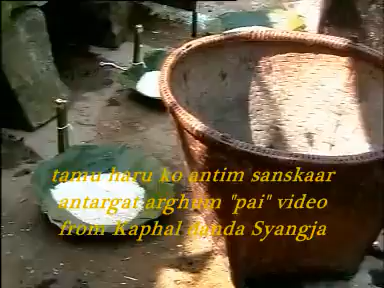 tamu haru ko antim sanskaar
antargat arghum "pai" video
from Kaphal danda Syangja